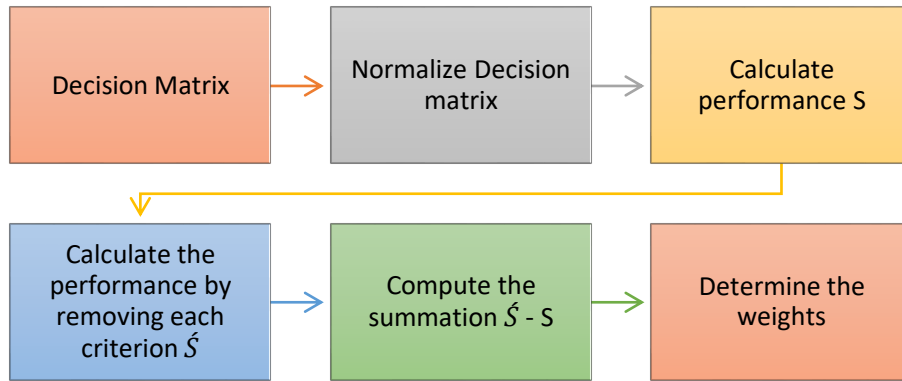 Decision Matrix
Normalize Decision
matrix
Calculate
performance S
Calculate the
performance by
removing each
criterion Ś
Compute the
summation Ś - S
Determine the
weights